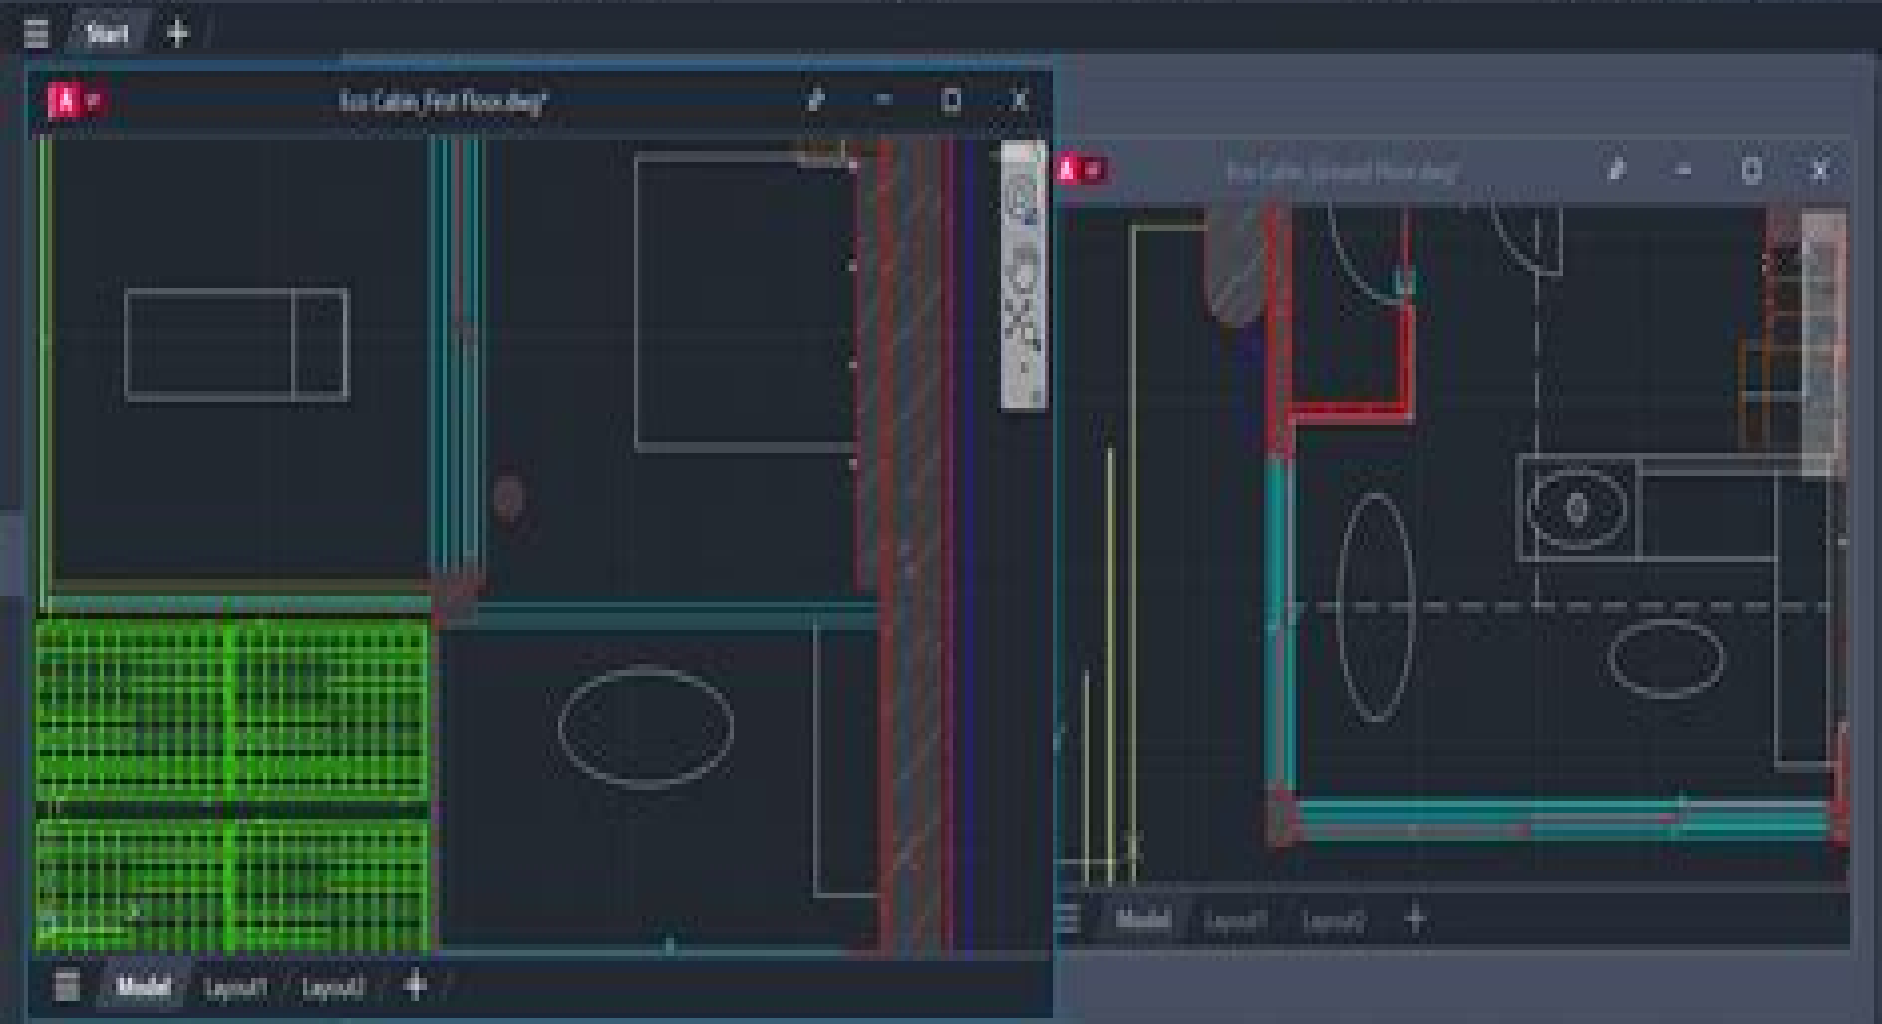 Start
A
Eco Cabin_First Floor.dwg*
A
Eco Cabin_Ground Floor.dwg*
Model Layout1 Layout2
Model Layout1 Layout2